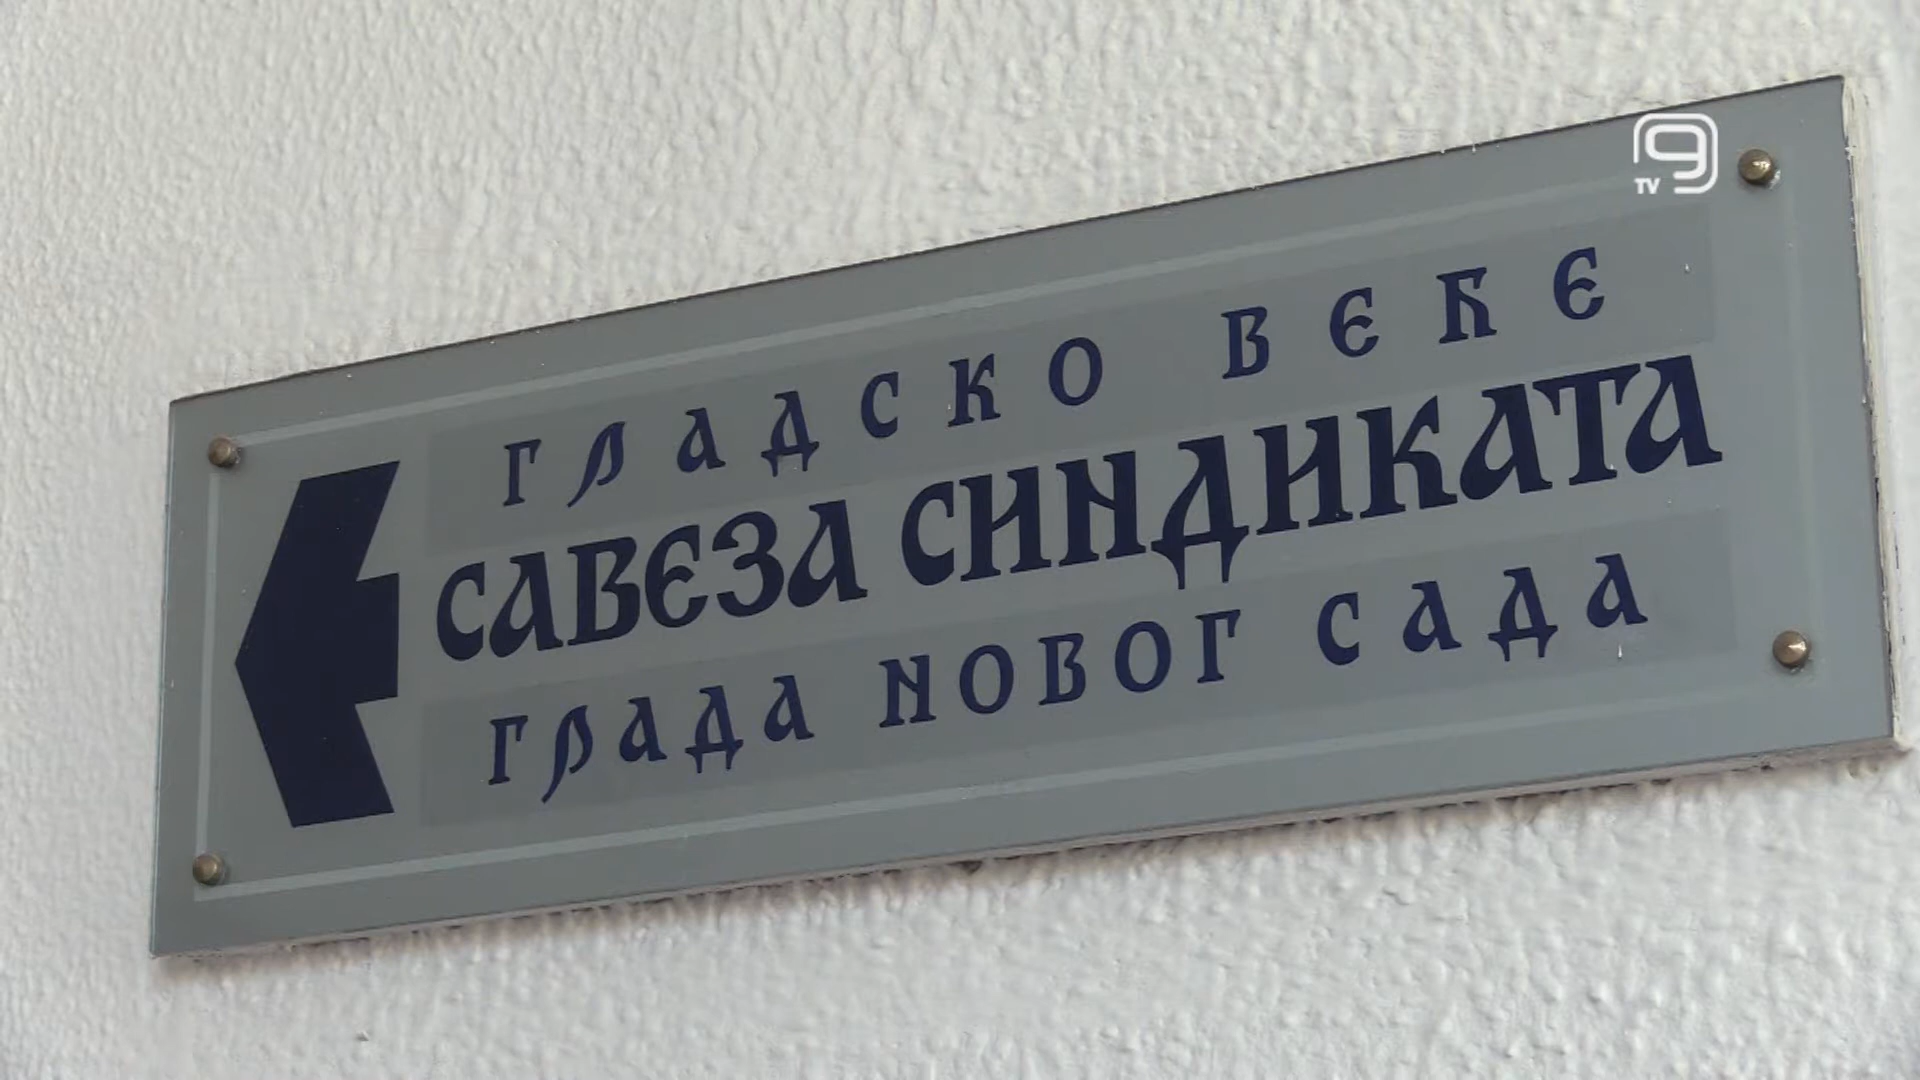 9
TV
ГРАДСКО ВЕЋЕ
САВЕЗА СИНДИКАТА
ГРАДА НОВОГ САДА